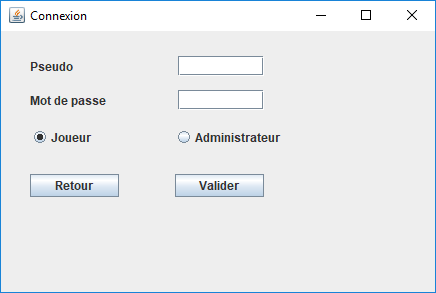 Connexion
Pseudo
Mot de passe
Joueur Administrateur
Retour Valider